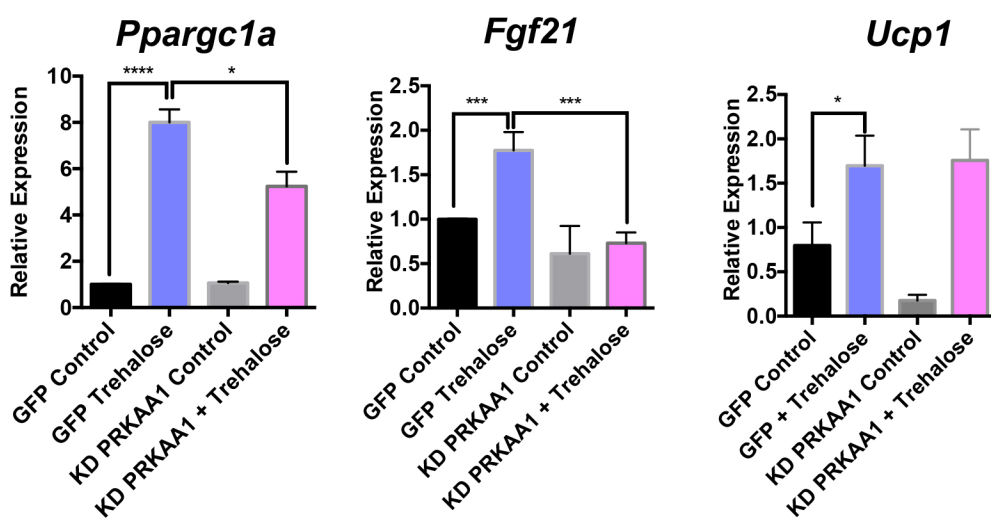 Ppargc1a
****
*
Relative Expression
10
8
6
4
2
0
GFP Control
GFP Trehalose
KD PRKAA1 Control
KD PRKAA1 + Trehalose
Fgf21
***
***
Relative Expression
2.5
2.0
1.5
1.0
0.5
0.0
GFP Control
GFP Trehalose
KD PRKAA1 Control
KD PRKAA1 + Trehalose
Ucp1
*
Relative Expression
2.5
2.0
1.5
1.0
0.5
0.0
GFP Control
GFP + Trehalose
KD PRKAA1 Control
KD PRKAA1 + Trehalose